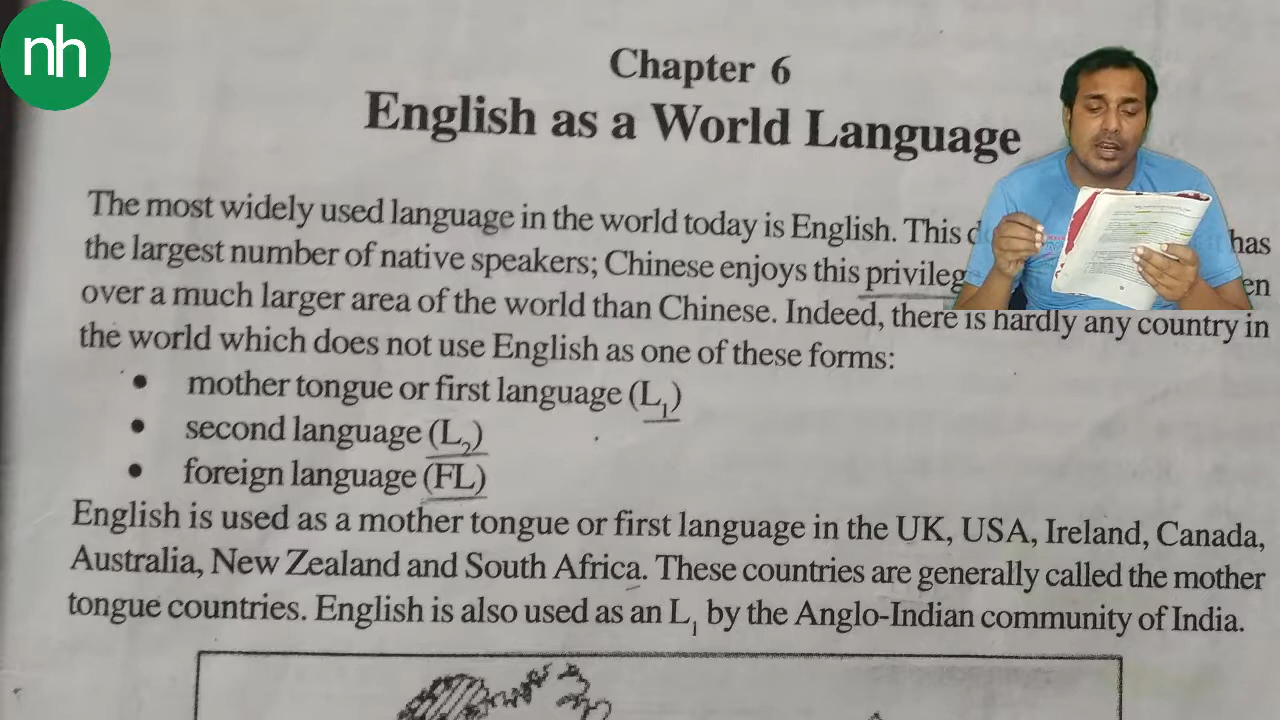 nh
Chapter 6
English as a World Language
The most widely used language in the world today is English. This has
the largest number of native speakers; Chinese enjoys this
over a much larger area of the world than Chinese. Indeed, there is hardly any country in
the world which does not use English as one of these forms:
• mother tongue or first language (L₁)
• second language (L₂)
• foreign language (FL)
English is used as a mother tongue or first language in the UK, USA, Ireland, Canada,
Australia, New Zealand and South Africa. These countries are generally called the mother
tongue countries. English is also used as an L₁ by the Anglo-Indian community of India.